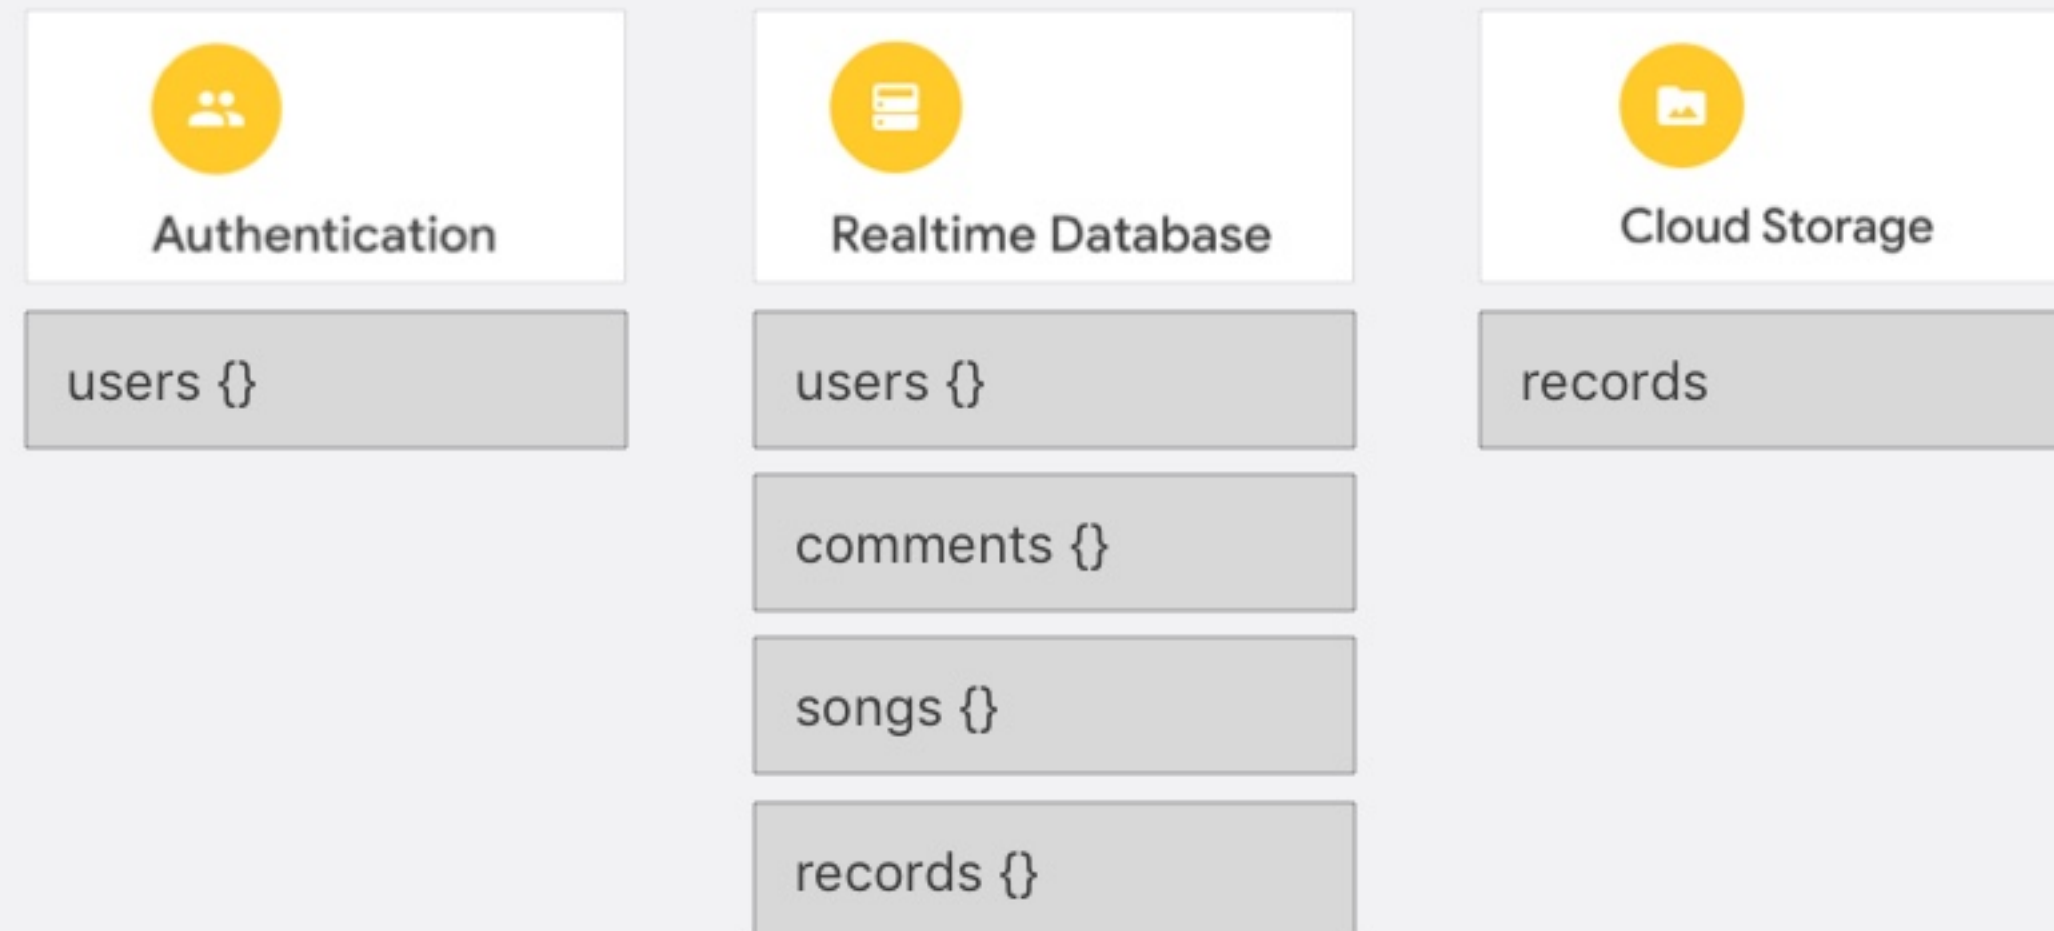 Authentication
users {}
Realtime Database
users {}
comments {}
songs {}
records {}
Cloud Storage
records